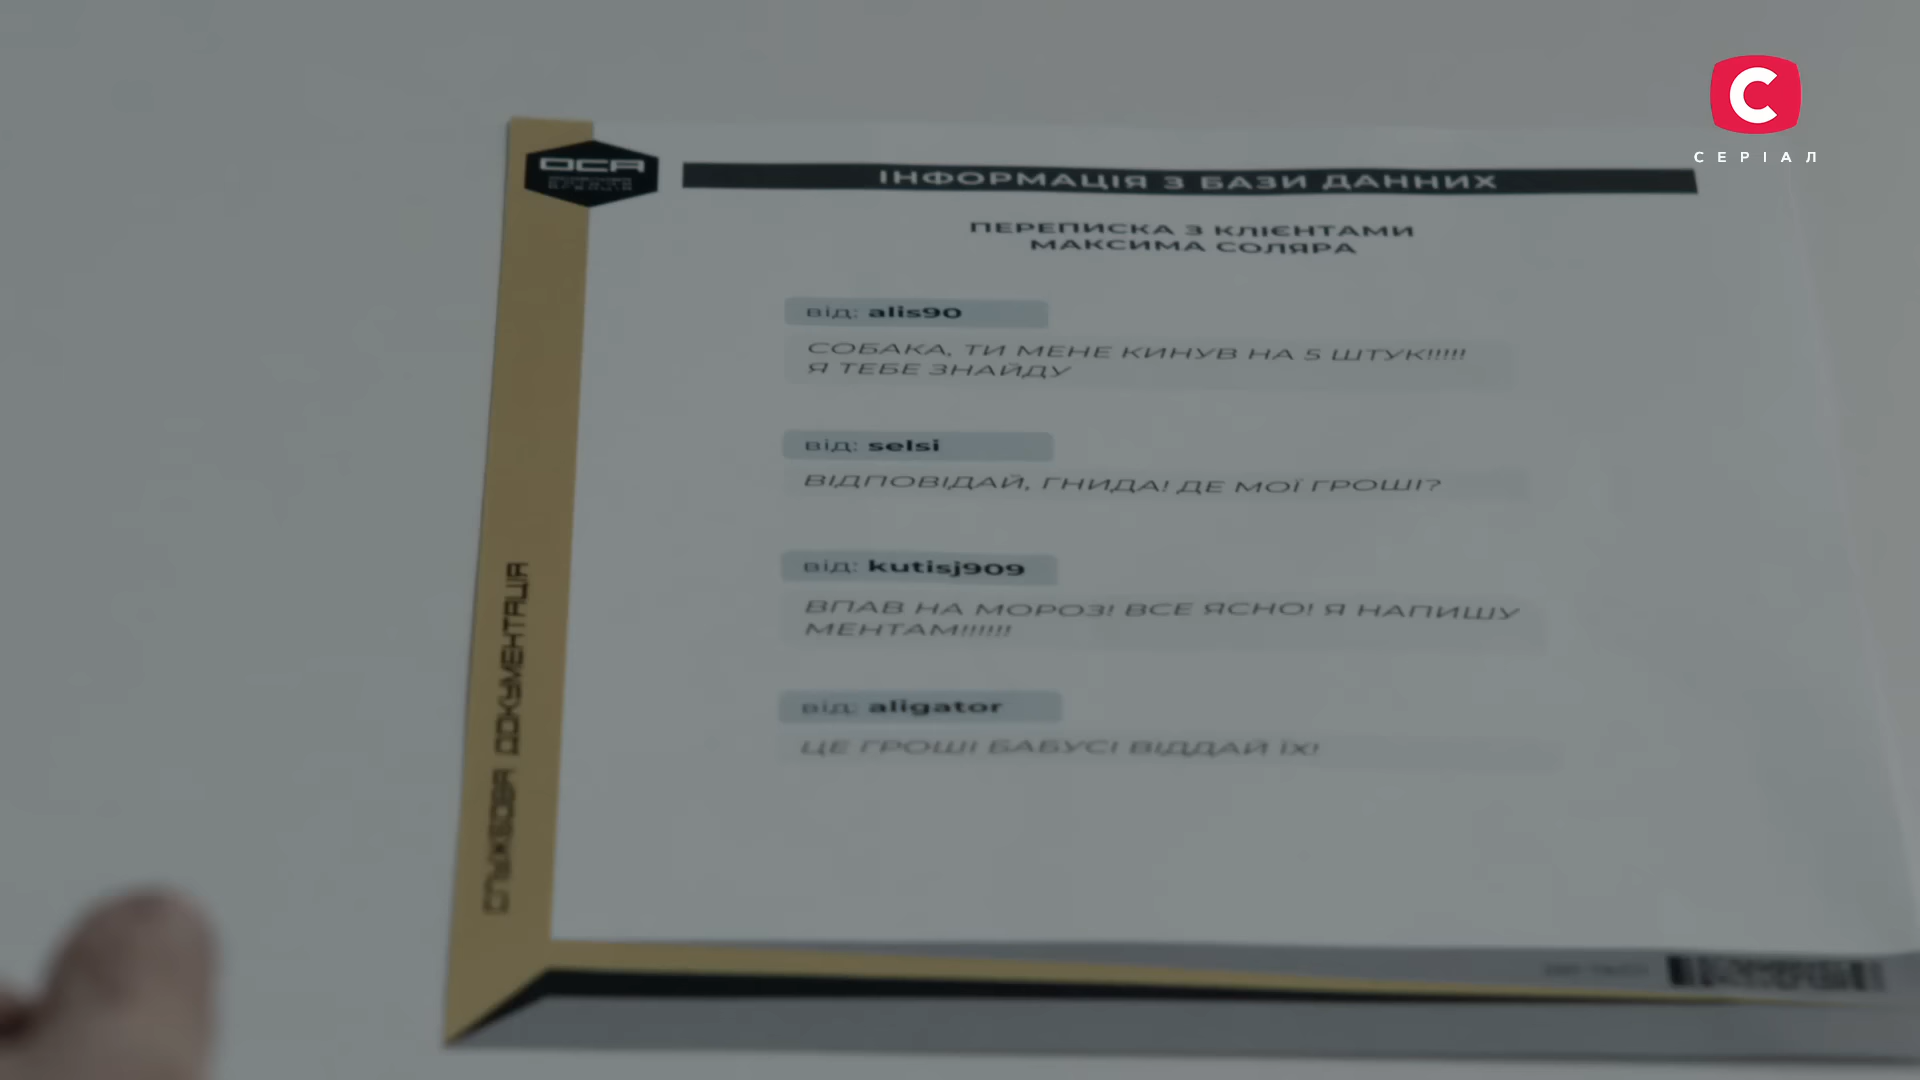 СЕРІАЛ
ОСА
ІНФОРМАЦІЯ З БАЗИ ДАННИХ
ПЕРЕПИСКА З КЛІЄНТАМИ
МАКСИМА СОЛЯРА
від: alis90
СОБАКА, ТИ МЕНЕ КИНУВ НА 5 ШТУК!!!!!
Я ТЕБЕ ЗНАЙДУ
від: selsi
ВІДПОВІДАЙ, ГНИДА! ДЕ МОЇ ГРОШІ?
від: kutisj909
ВПАВ НА МОРОЗ! ВСЕ ЯСНО! Я НАПИШУ
МЕНТАМ!!!!!!
від: aligator
ЦЕ ГРОШІ БАБУСІ ВІДДАЙ ЇХ!
СЛУЖБОВА ДОКУМЕНТАЦІЯ